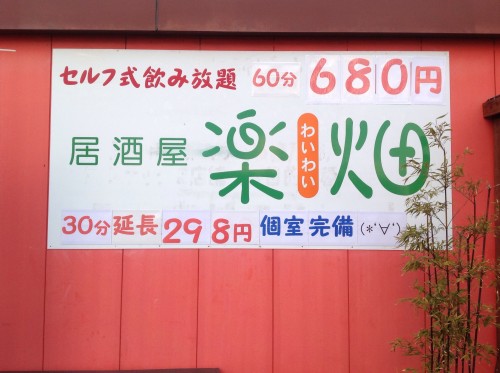 セルフ式飲み放題 60分 680円
居酒屋 楽 わいわい 畑
30分延長 298円 個室完備 (*'∀'.)